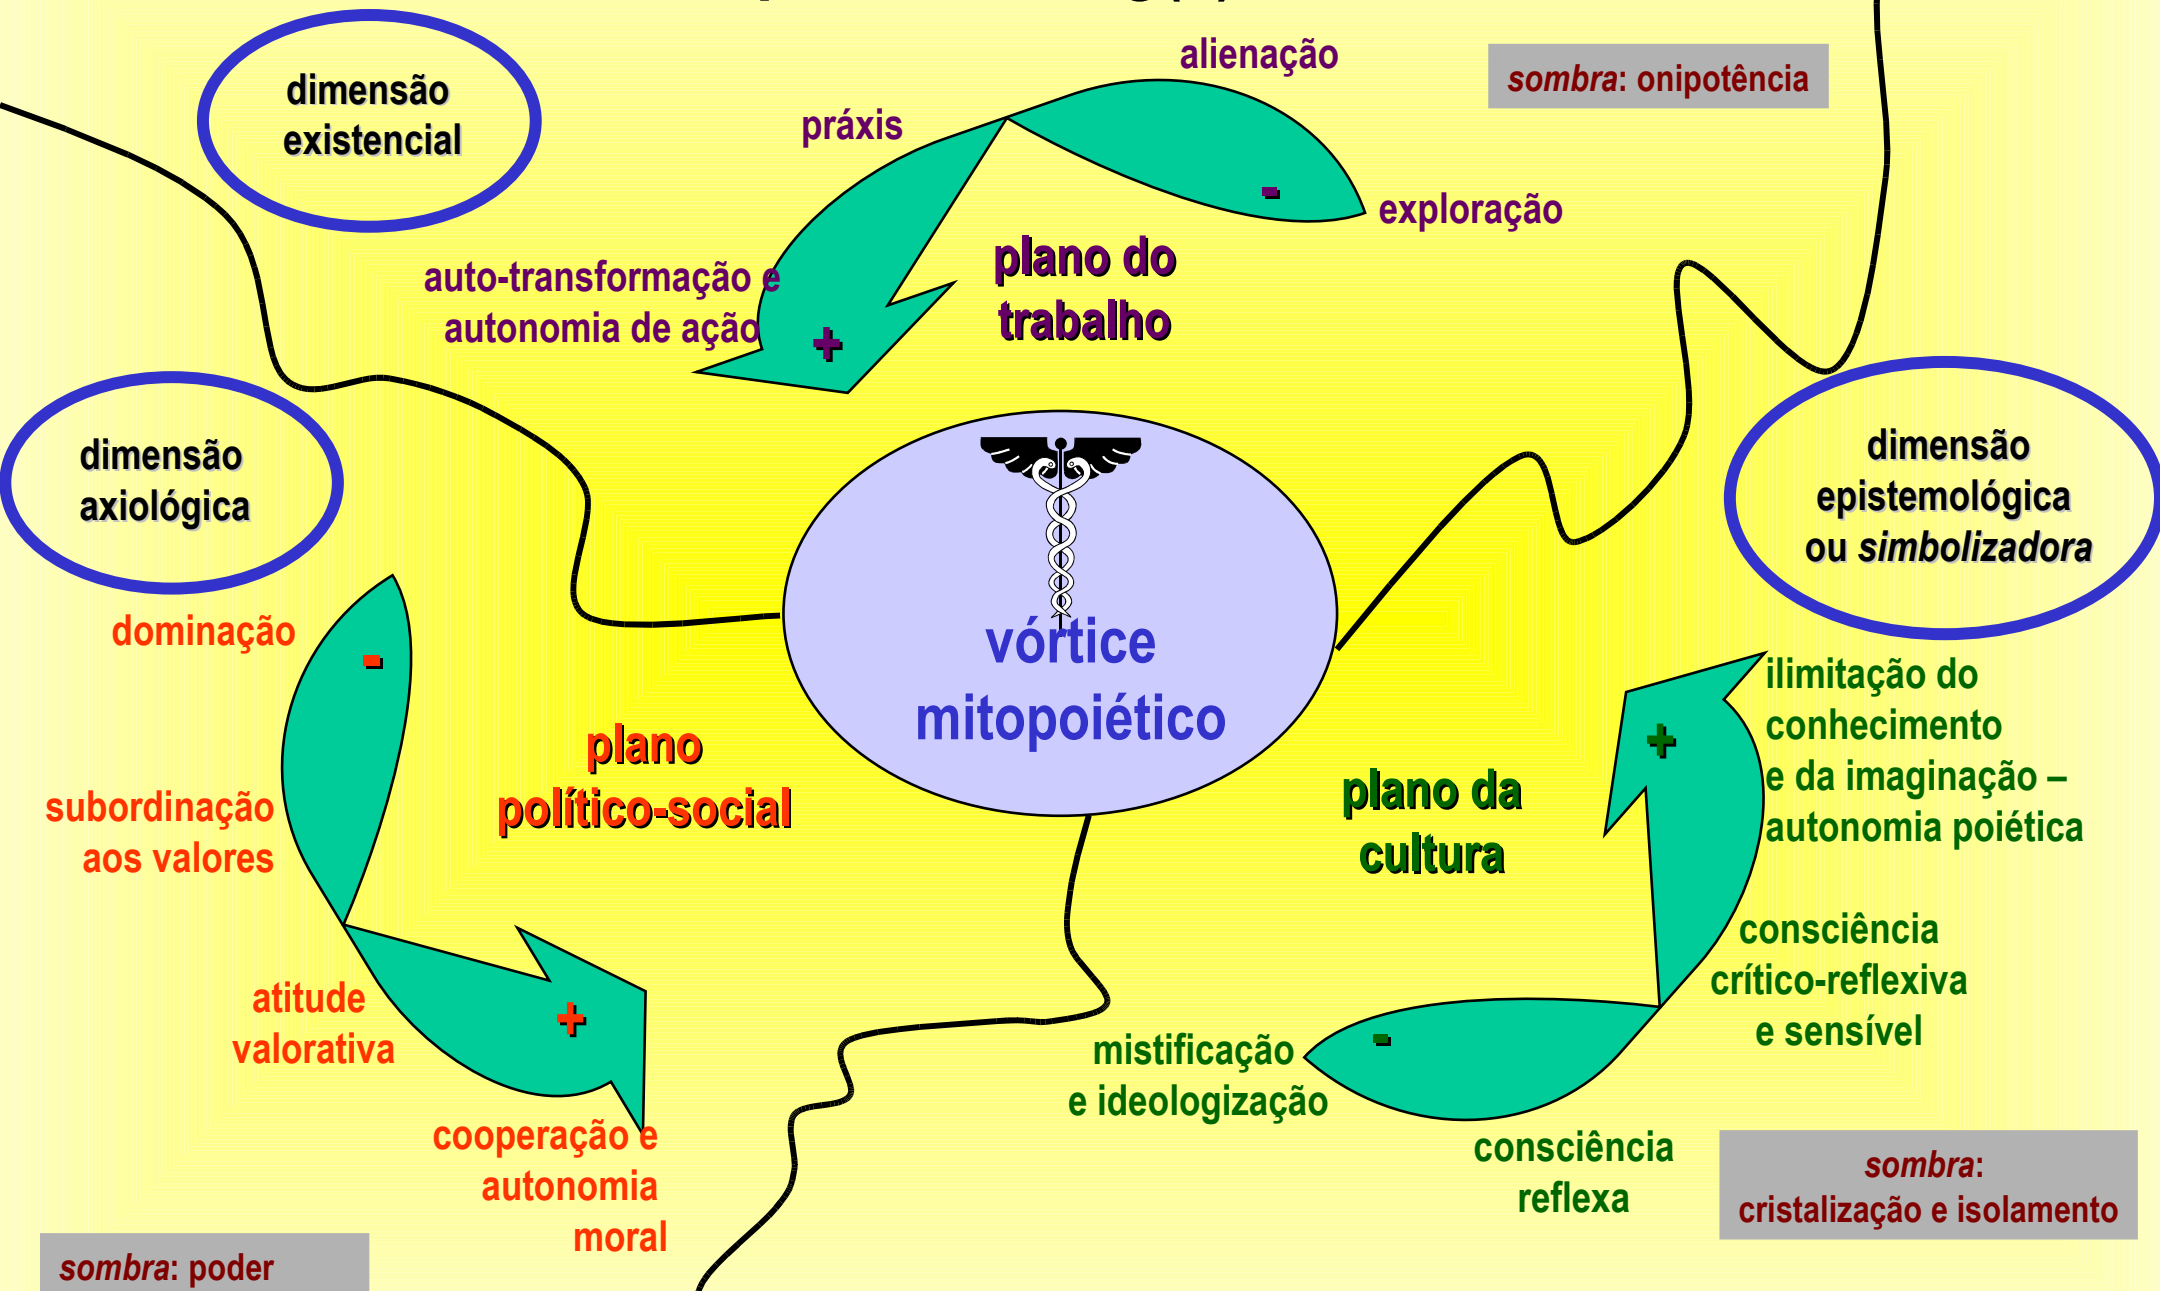 alienação
sombra: onipotência
dimensão
existencial
práxis
-
exploração
plano do
trabalho
auto-transformação e
autonomia de ação
+
dimensão
axiológica
dimensão
epistemológica
ou simbolizadora
vórtice
mitopoiético
dominação
-
subordinação
aos valores
plano
político-social
atitude
valorativa
+
cooperação e
autonomia
moral
sombra: poder
plano da
cultura
+
ilimitação do
conhecimento
e da imaginação –
autonomia poiética
consciência
crítico-reflexiva
e sensível
-
mistificação
e ideologização
consciência
reflexa
sombra:
cristalização e isolamento